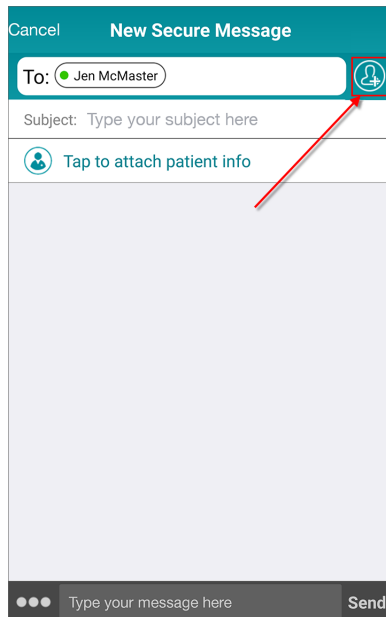 Cancel New Secure Message
To: Jen McMaster
Subject: Type your subject here
Tap to attach patient info
Type your message here Send